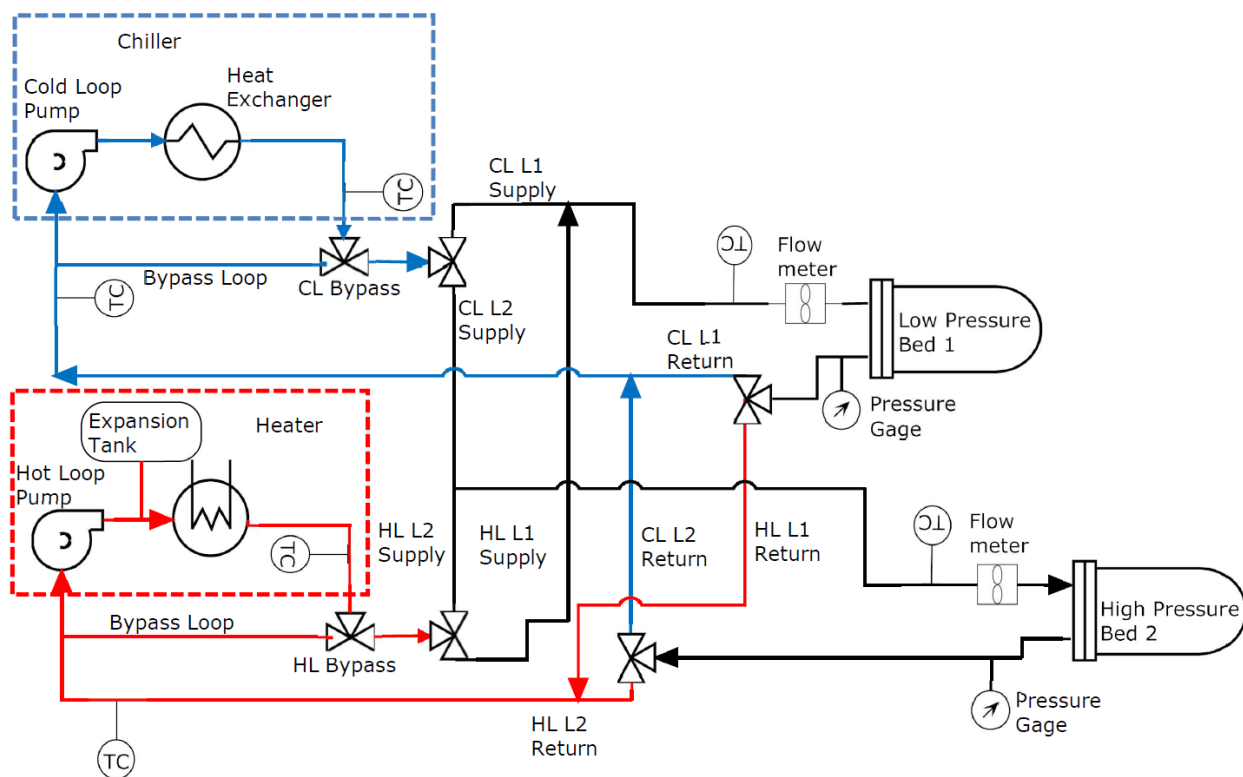 Chiller
Cold Loop
Pump
Heat
Exchanger
TC
CL L1
Supply
TC
Flow
meter
Bypass Loop
CL Bypass
TC
CL L2
Supply
CL L1
Return
Low Pressure
Bed 1
Pressure
Gage
Expansion
Tank
Heater
Hot Loop
Pump
TC
HL L2
Supply
HL L1
Supply
CL L2
Return
HL L1
Return
TC
Flow
meter
High Pressure
Bed 2
Bypass Loop
HL Bypass
Pressure
Gage
HL L2
Return
TC